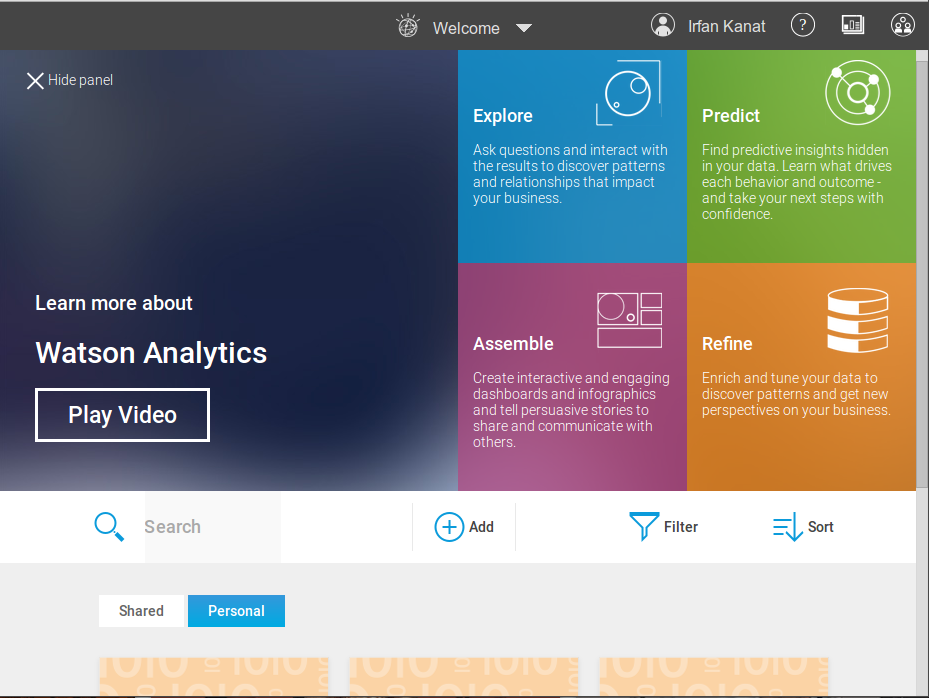 Welcome
Irfan Kanat
?
Hide panel
Learn more about
Watson Analytics
Play Video
Explore
Ask questions and interact with
the results to discover patterns
and relationships that impact
your business.
Predict
Find predictive insights hidden
in your data. Learn what drives
each behavior and outcome -
and take your next steps with
confidence.
Assemble
Create interactive and engaging
dashboards and infographics
and tell persuasive stories to
share and communicate with
others.
Refine
Enrich and tune your data to
discover patterns and get new
perspectives on your business.
Search
Add
Filter
Sort
Shared
Personal